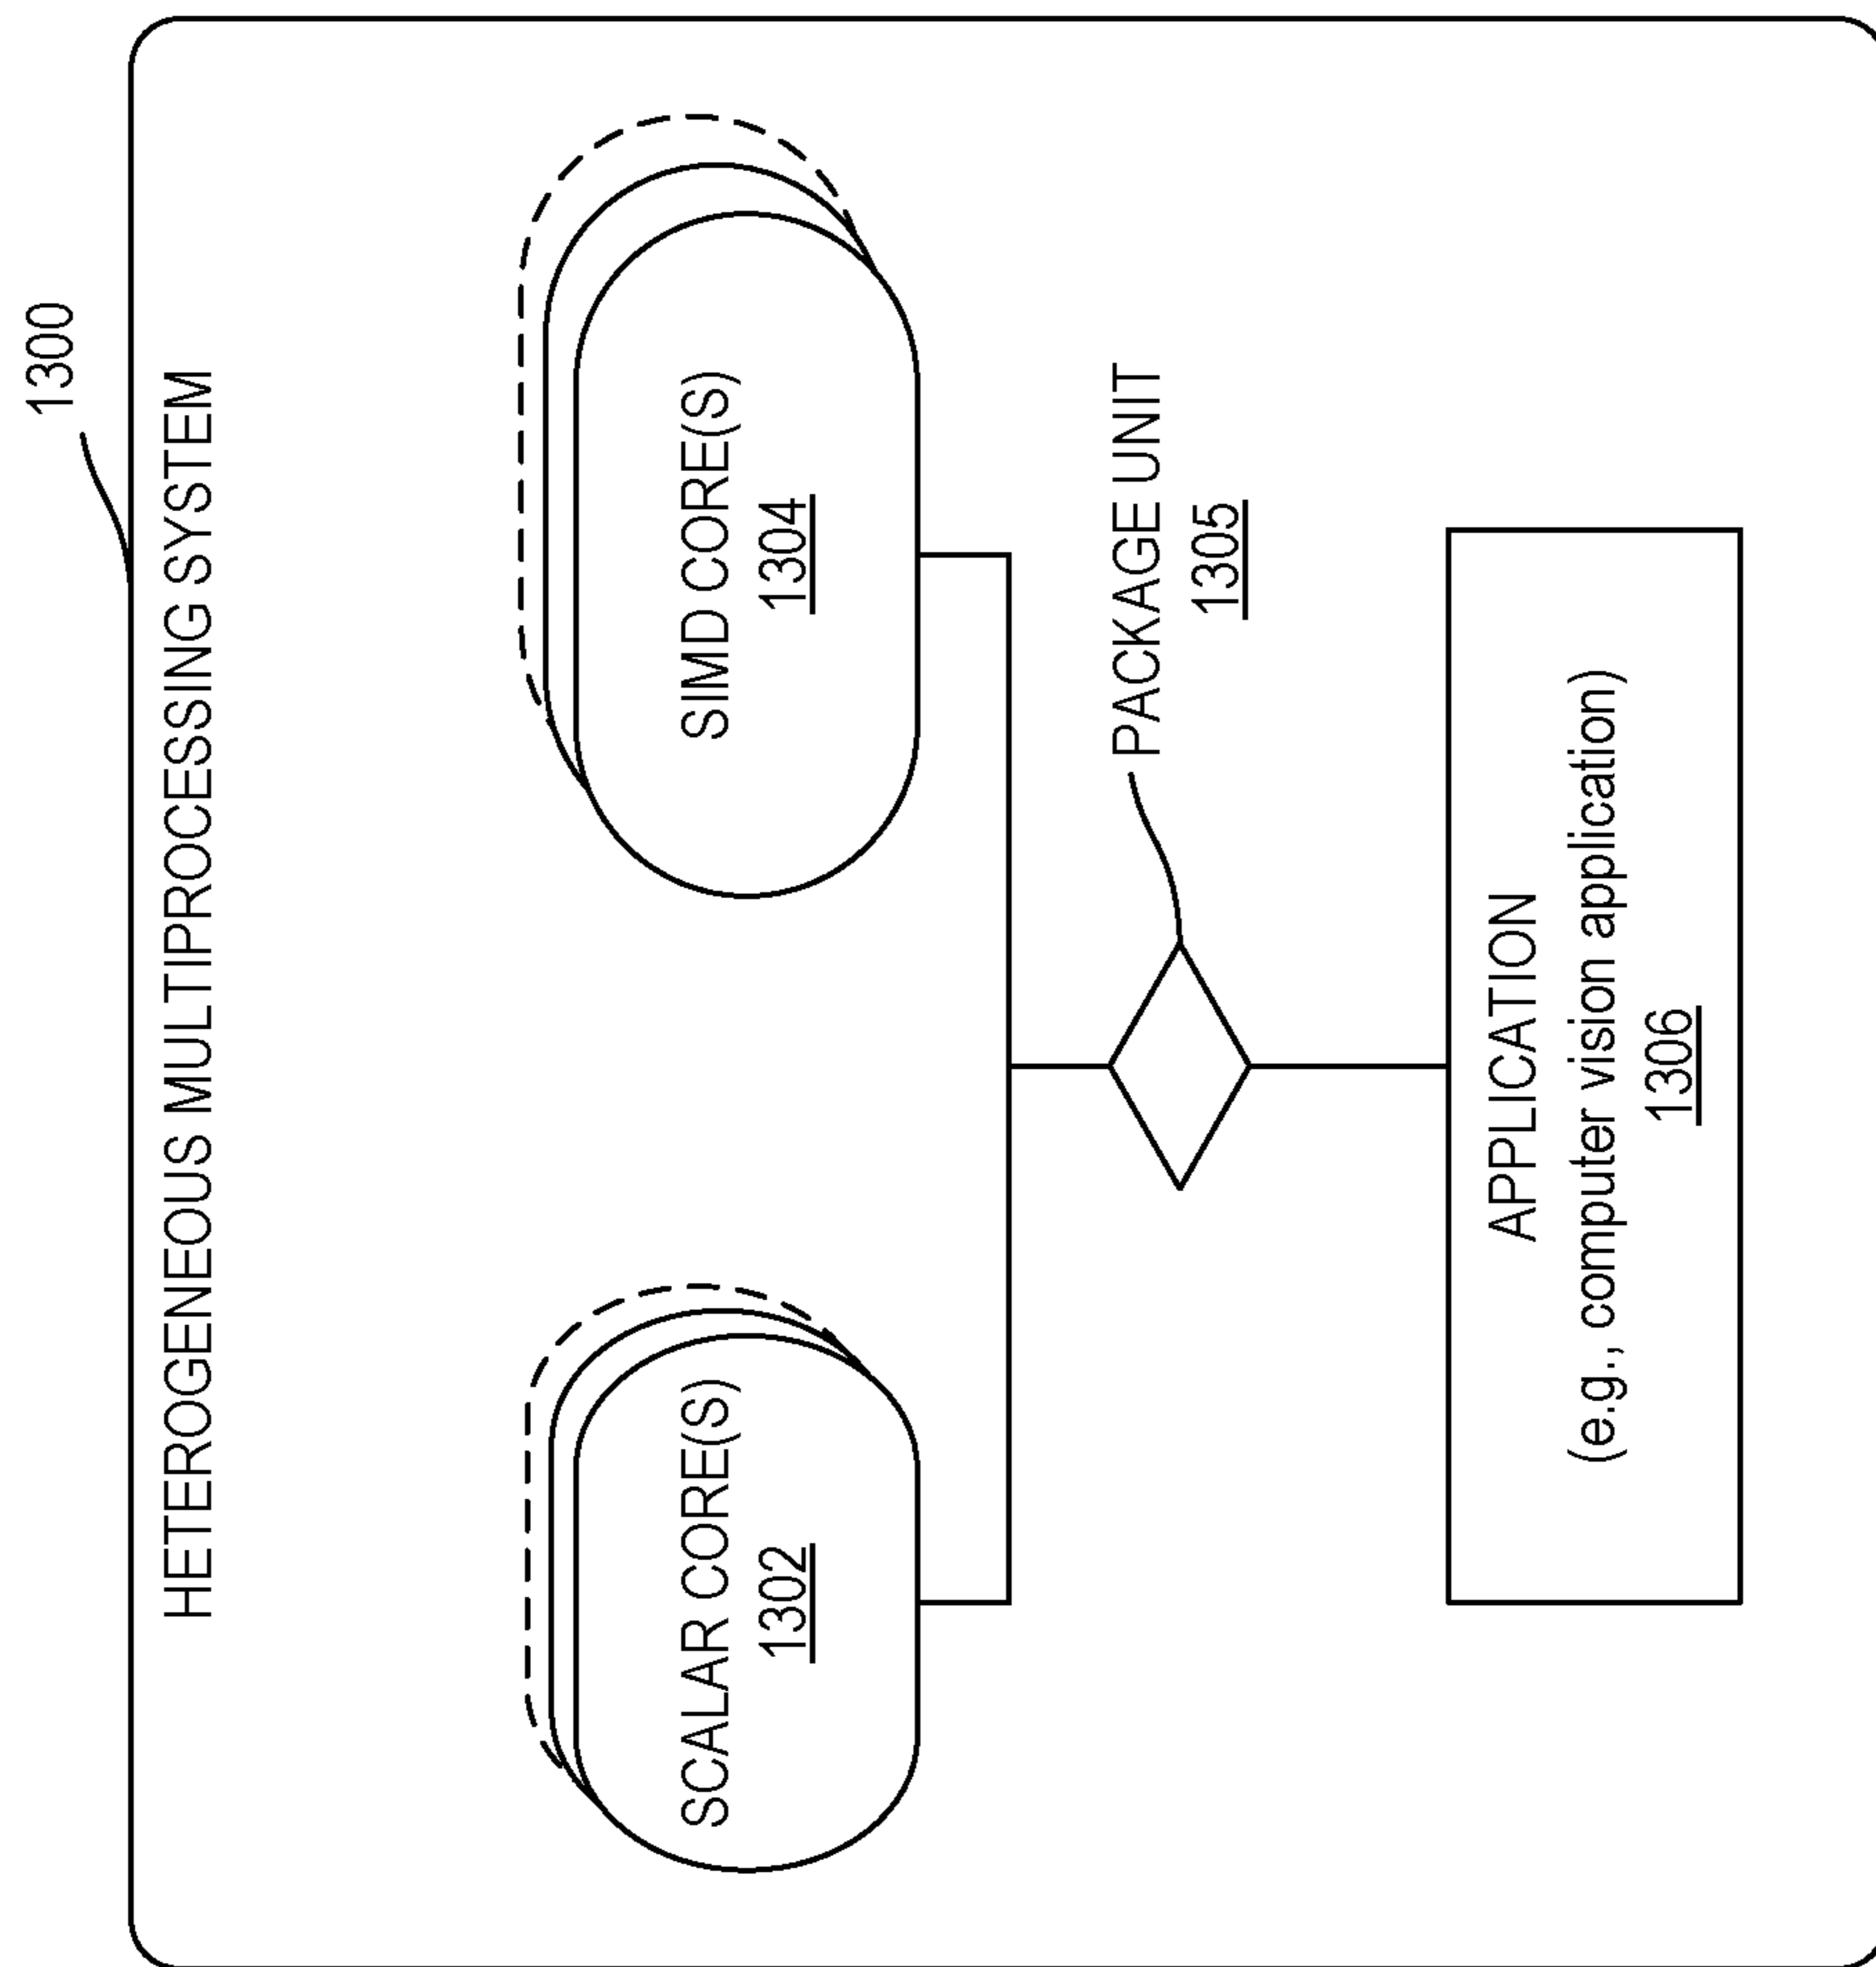 1300
HETEROGENEOUS MULTIPROCESSING SYSTEM
SCALAR CORE(S)
1302
SIMD CORE(S)
1304
PACKAGE UNIT
1305
APPLICATION
(e.g., computer vision application)
1306